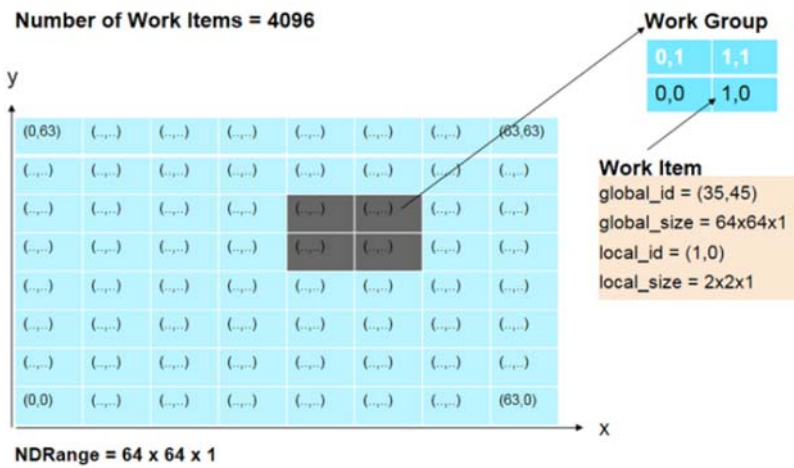 Number of Work Items = 4096
Work Group
0,1 1,1
0,0 1,0
y
(0,63) (..,..) (..,..) (..,..) (..,..) (..,..) (..,..) (63,63)
(..,..) (..,..) (..,..) (..,..) (..,..) (..,..) (..,..) (..,..)
(..,..) (..,..) (..,..) (..,..) (..,..) (..,..) (..,..) (..,..)
(..,..) (..,..) (..,..) (..,..) (..,..) (..,..) (..,..) (..,..)
(..,..) (..,..) (..,..) (..,..) (..,..) (..,..) (..,..) (..,..)
(..,..) (..,..) (..,..) (..,..) (..,..) (..,..) (..,..) (..,..)
(..,..) (..,..) (..,..) (..,..) (..,..) (..,..) (..,..) (..,..)
(0,0) (..,..) (..,..) (..,..) (..,..) (..,..) (..,..) (63,0)
x
NDRange = 64 x 64 x 1
Work Item
global_id = (35,45)
global_size = 64x64x1
local_id = (1,0)
local_size = 2x2x1